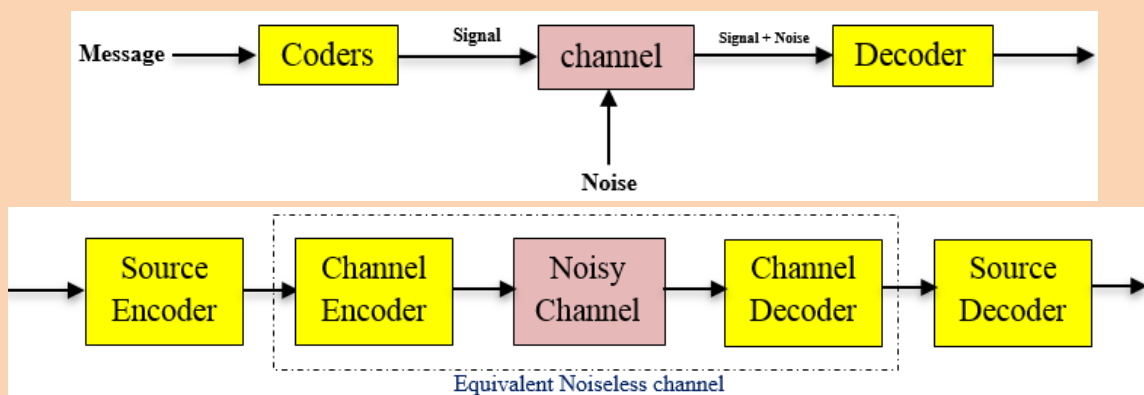 Message
Coders
Signal
channel
Signal + Noise
Decoder
Noise
Source
Encoder
Channel
Encoder
Noisy
Channel
Channel
Decoder
Source
Decoder
Equivalent Noiseless channel